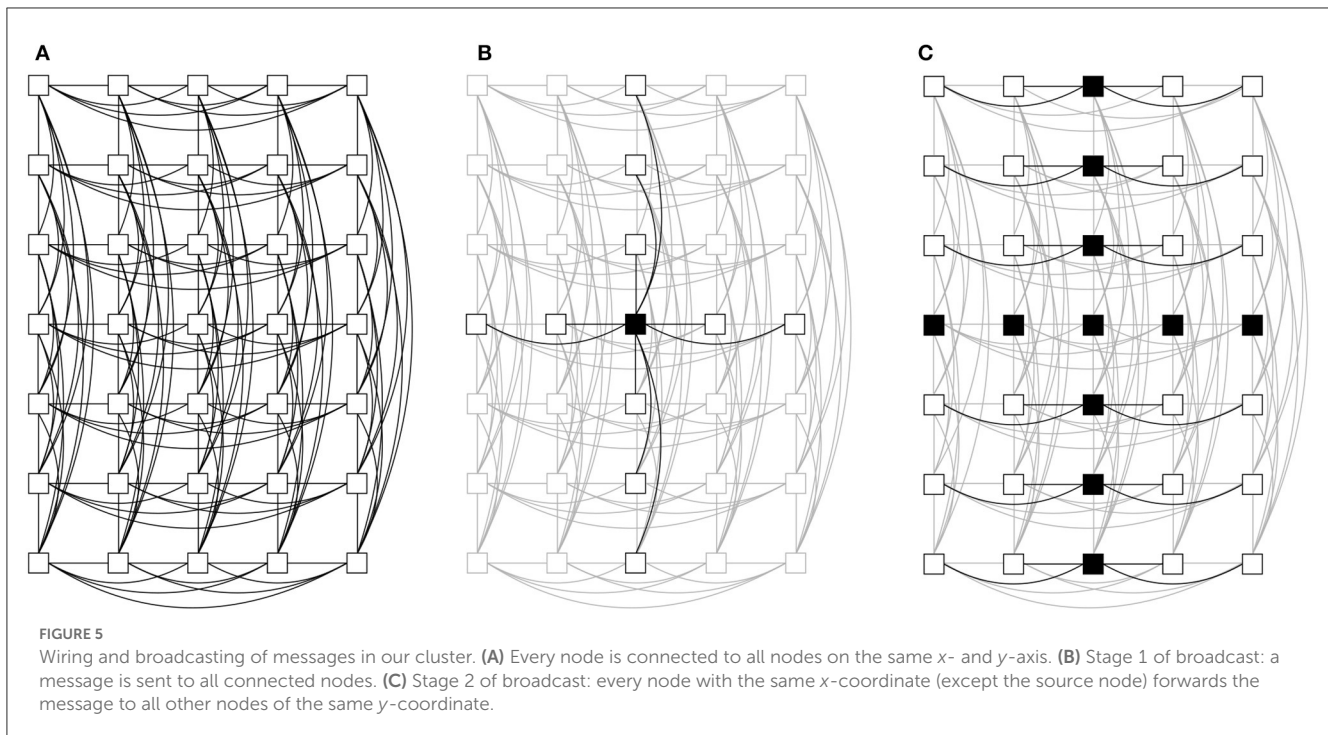 A
B
C
FIGURE 5
Wiring and broadcasting of messages in our cluster. (A) Every node is connected to all nodes on the same x- and y-axis. (B) Stage 1 of broadcast: a
message is sent to all connected nodes. (C) Stage 2 of broadcast: every node with the same x-coordinate (except the source node) forwards the
message to all other nodes of the same y-coordinate.